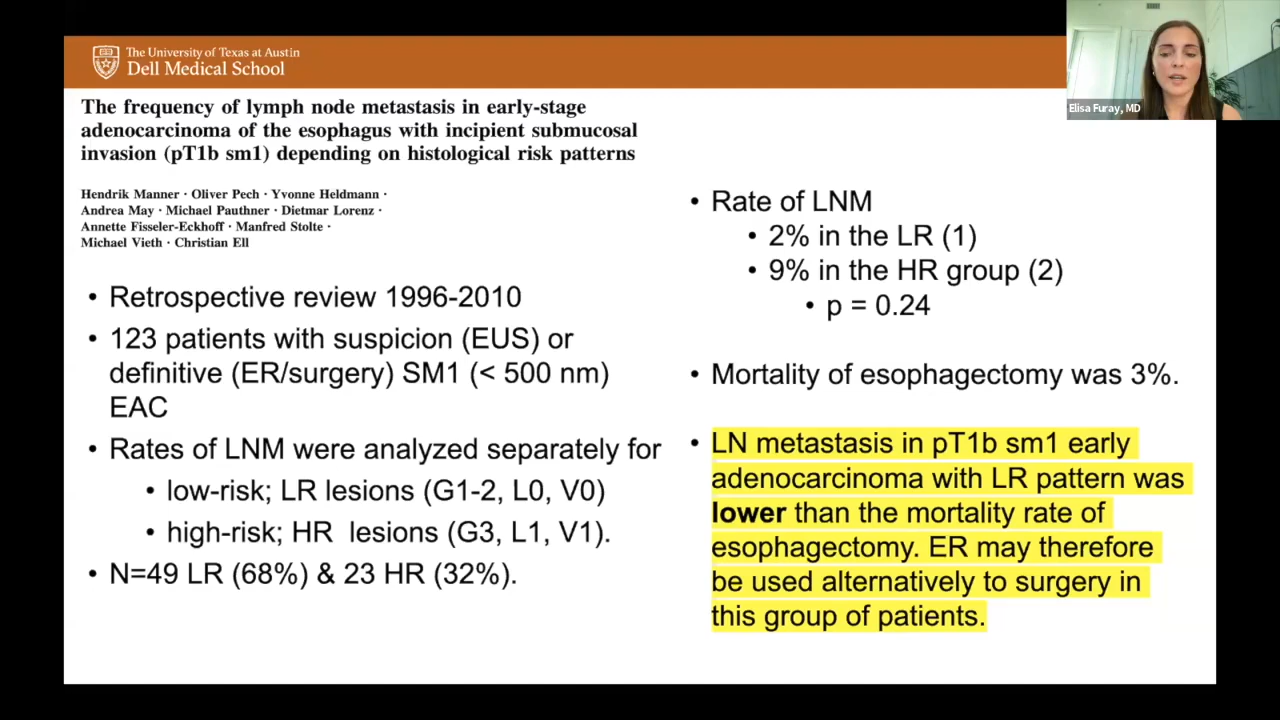 The University of Texas at Austin
Dell Medical School
Elisa Furay, MD
The frequency of lymph node metastasis in early-stage
adenocarcinoma of the esophagus with incipient submucosal
invasion (pT1b sm1) depending on histological risk patterns
Hendrik Manner · Oliver Pech · Yvonne Heldmann ·
Andrea May · Michael Pauthner · Dietmar Lorenz ·
Annette Fisseler-Eckhoff · Manfred Stolte ·
Michael Vieth · Christian Ell
• Retrospective review 1996-2010
• 123 patients with suspicion (EUS) or
definitive (ER/surgery) SM1 (< 500 nm)
EAC
• Rates of LNM were analyzed separately for
• low-risk; LR lesions (G1-2, L0, V0)
• high-risk; HR lesions (G3, L1, V1).
• N=49 LR (68%) & 23 HR (32%).
• Rate of LNM
• 2% in the LR (1)
• 9% in the HR group (2)
• p = 0.24
• Mortality of esophagectomy was 3%.
• LN metastasis in pT1b sm1 early
adenocarcinoma with LR pattern was
lower than the mortality rate of
esophagectomy. ER may therefore
be used alternatively to surgery in
this group of patients.